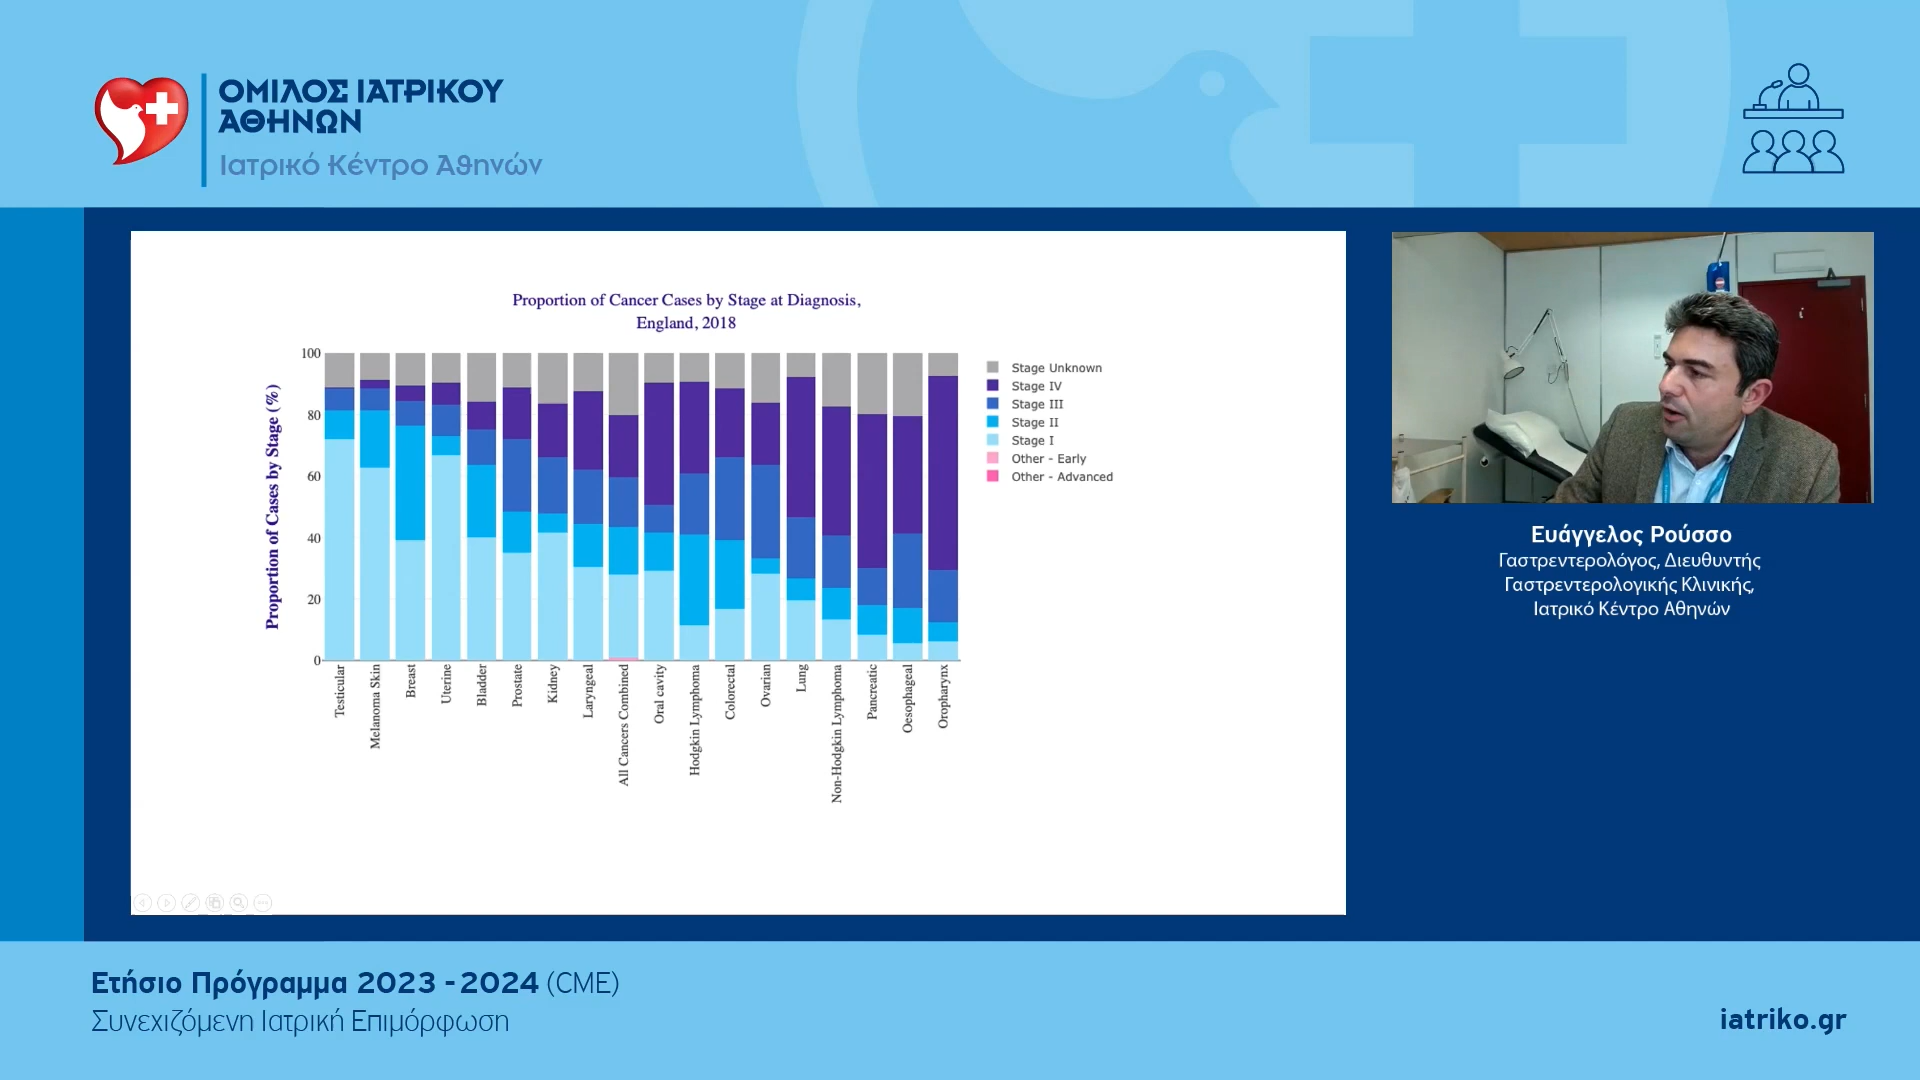 ΟΜΙΛΟΣ ΙΑΤΡΙΚΟΥ
ΑΘΗΝΩΝ
Ιατρικό Κέντρο Αθηνών
Proportion of Cancer Cases by Stage at Diagnosis,
England, 2018
Proportion of Cases by Stage (%)
100
80
60
40
20
0
Testicular
Melanoma Skin
Breast
Uterine
Bladder
Prostate
Kidney
Laryngeal
All Cancers Combined
Oral cavity
Hodgkin Lymphoma
Colorectal
Ovarian
Lung
Non-Hodgkin Lymphoma
Pancreatic
Oesophageal
Oropharynx
Stage Unknown
Stage IV
Stage III
Stage II
Stage I
Other - Early
Other - Advanced
Ευάγγελος Ρούσσο
Γαστρεντερολόγος, Διευθυντής
Γαστρεντερολογικής Κλινικής,
Ιατρικό Κέντρο Αθηνών
Ετήσιο Πρόγραμμα 2023 - 2024 (CME)
Συνεχιζόμενη Ιατρική Επιμόρφωση
iatriko.gr